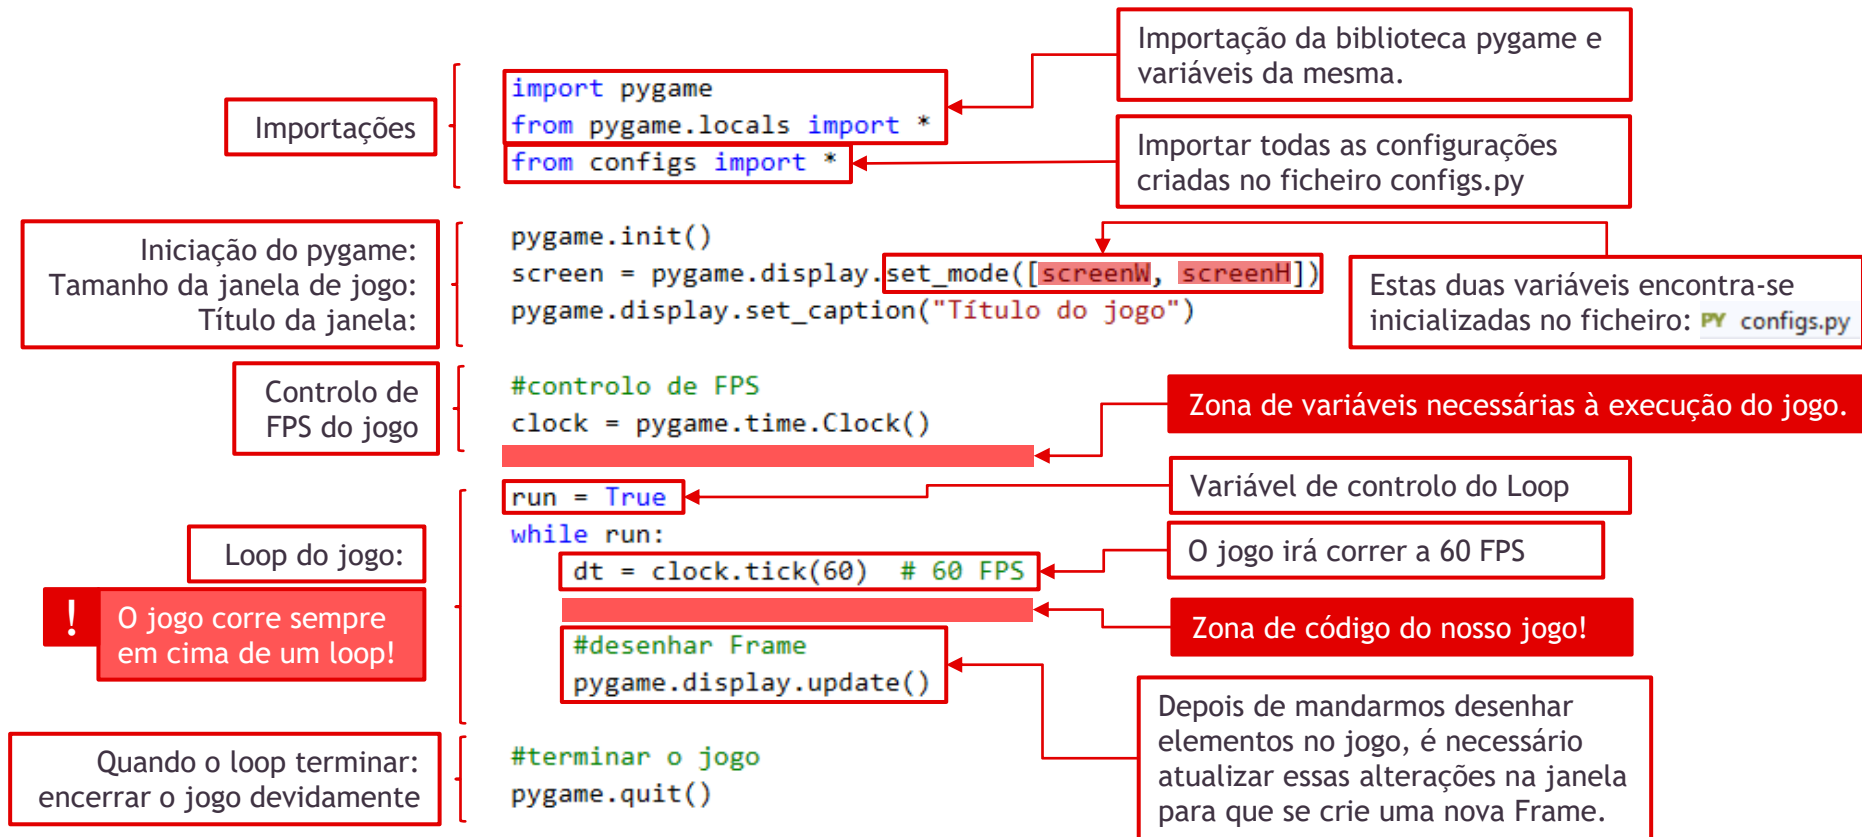 Importações
import pygame
from pygame.locals import *
from configs import *
Importação da biblioteca pygame e
variáveis da mesma.
Importar todas as configurações
criadas no ficheiro configs.py
Iniciação do pygame:
Tamanho da janela de jogo:
Título da janela:
pygame.init()
screen = pygame.display.set_mode([screenW, screenH])
pygame.display.set_caption("Título do jogo")
Estas duas variáveis encontra-se
inicializadas no ficheiro: PY configs.py
Controlo de
FPS do jogo
#controlo de FPS
clock = pygame.time.Clock()
Zona de variáveis necessárias à execução do jogo.
Loop do jogo:
! O jogo corre sempre
em cima de um loop!
run = True
while run:
dt = clock.tick(60) # 60 FPS
#desenhar Frame
pygame.display.update()
Variável de controlo do Loop
O jogo irá correr a 60 FPS
Zona de código do nosso jogo!
Depois de mandarmos desenhar
elementos no jogo, é necessário
atualizar essas alterações na janela
para que se crie uma nova Frame.
Quando o loop terminar:
encerrar o jogo devidamente
#terminar o jogo
pygame.quit()